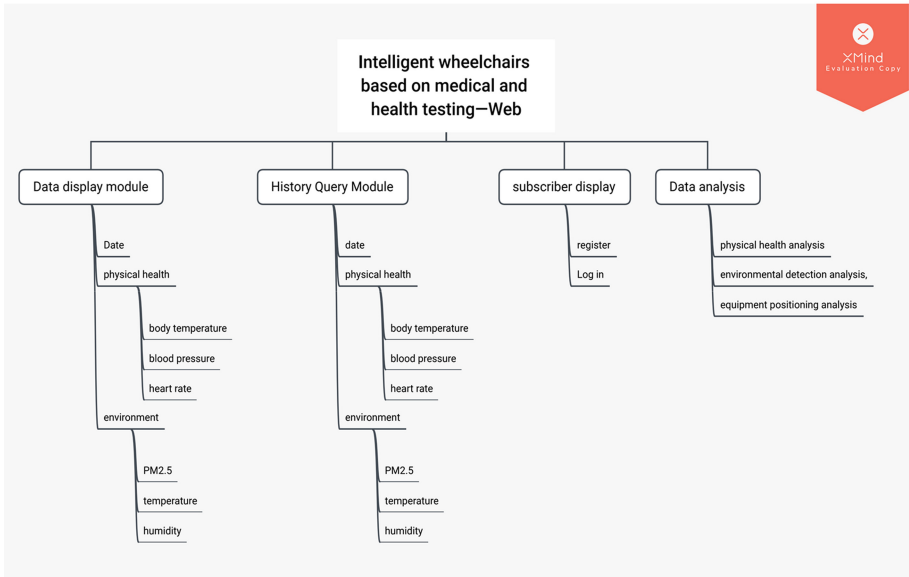 XMind
Evaluation Copy
Intelligent wheelchairs
based on medical and
health testing—Web
Data display module
Date
physical health
body temperature
blood pressure
heart rate
environment
PM2.5
temperature
humidity
History Query Module
date
physical health
body temperature
blood pressure
heart rate
environment
PM2.5
temperature
humidity
subscriber display
register
Log in
Data analysis
physical health analysis
environmental detection analysis,
equipment positioning analysis